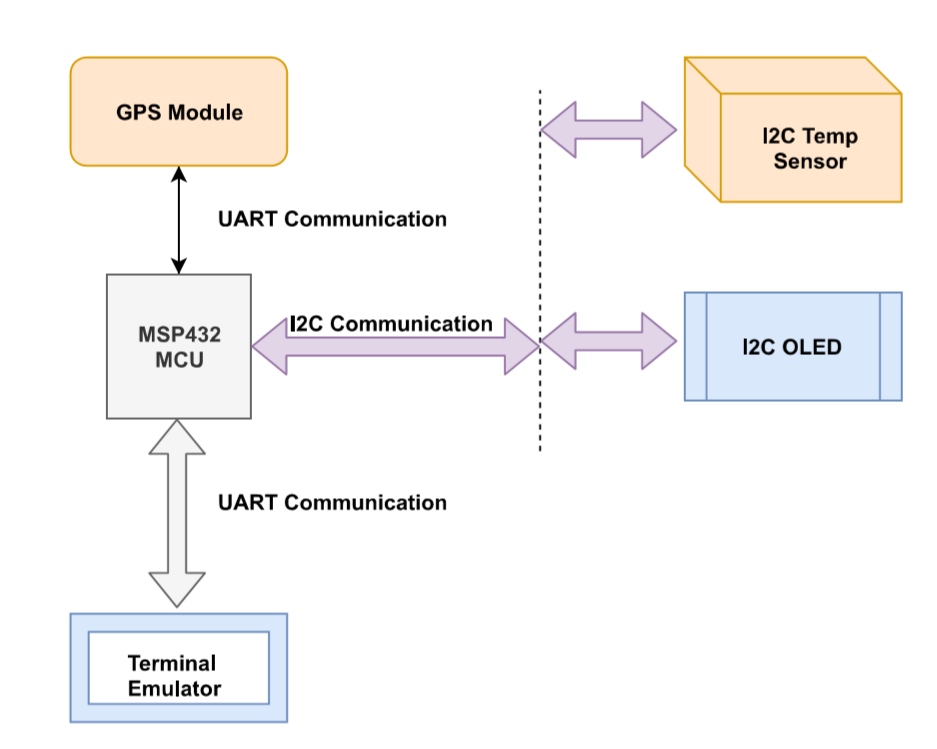 GPS Module
I2C Temp
Sensor
UART Communication
MSP432
MCU
I2C Communication
I2C OLED
UART Communication
Terminal
Emulator